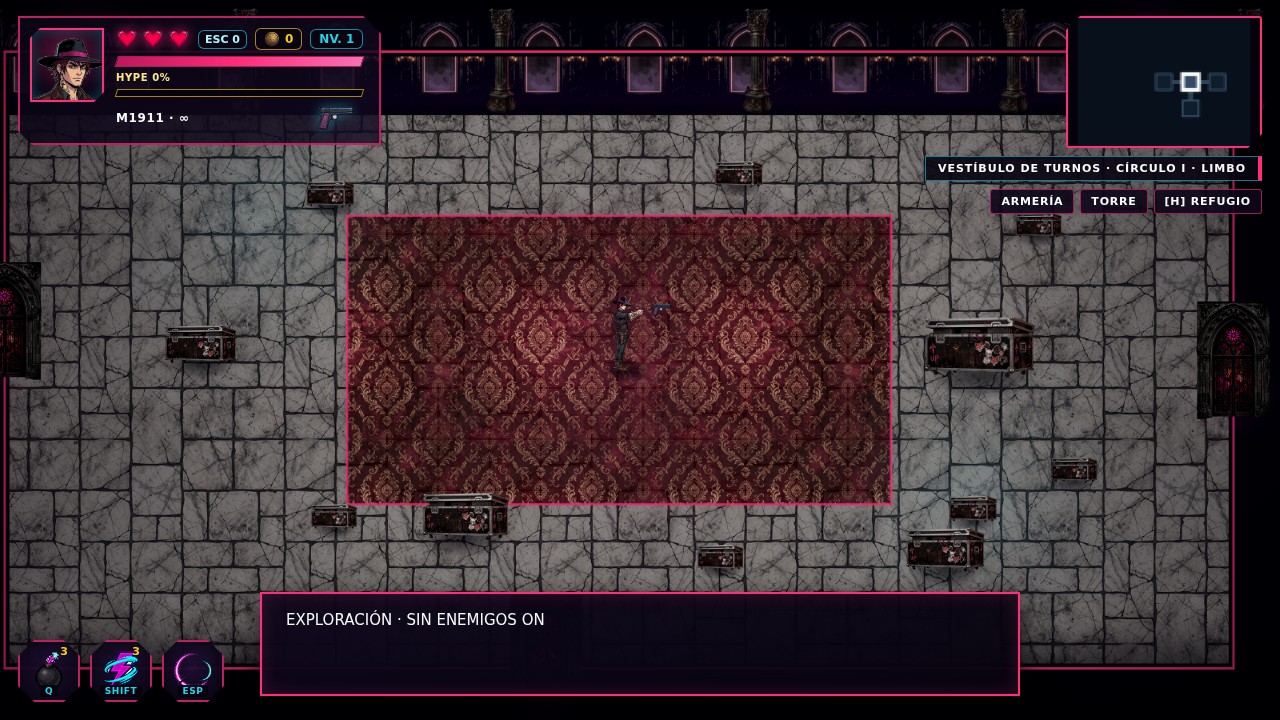 ESC 0
0
NV. 1
HYPE 0%
M1911 · ∞
VESTÍBULO DE TURNOS · CÍRCULO I · LIMBO
ARMERÍA
TORRE
[H] REFUGIO
EXPLORACIÓN · SIN ENEMIGOS ON
3
Q
3
SHIFT
ESP